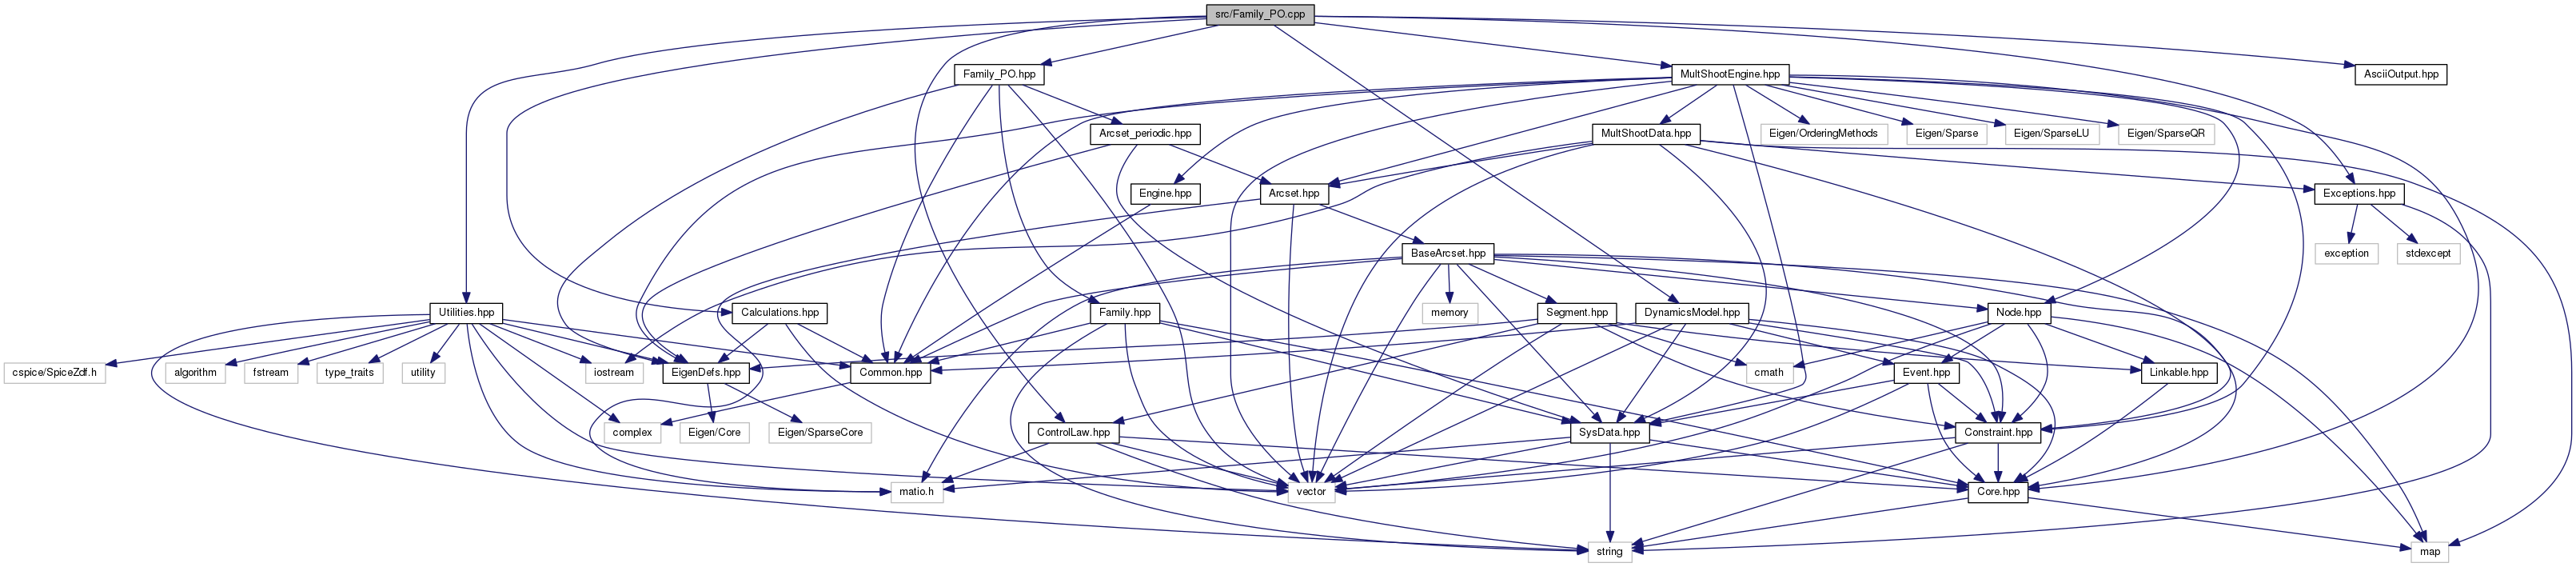 src/Family_PO.cpp
Family_PO.hpp
MultShootEngine.hpp
AsciiOutput.hpp
Arcset_periodic.hpp
MultShootData.hpp
Eigen/OrderingMethods
Eigen/Sparse
Eigen/SparseLU
Eigen/SparseQR
Engine.hpp
Arcset.hpp
Exceptions.hpp
BaseArcset.hpp
exception
stdexcept
Utilities.hpp
Calculations.hpp
Family.hpp
memory
Segment.hpp
DynamicsModel.hpp
Node.hpp
cspice/SpiceZdf.h
algorithm
fstream
type_traits
utility
iostream
EigenDefs.hpp
Common.hpp
cmath
Event.hpp
Linkable.hpp
complex
Eigen/Core
Eigen/SparseCore
ControlLaw.hpp
SysData.hpp
Constraint.hpp
matio.h
vector
Core.hpp
string
map